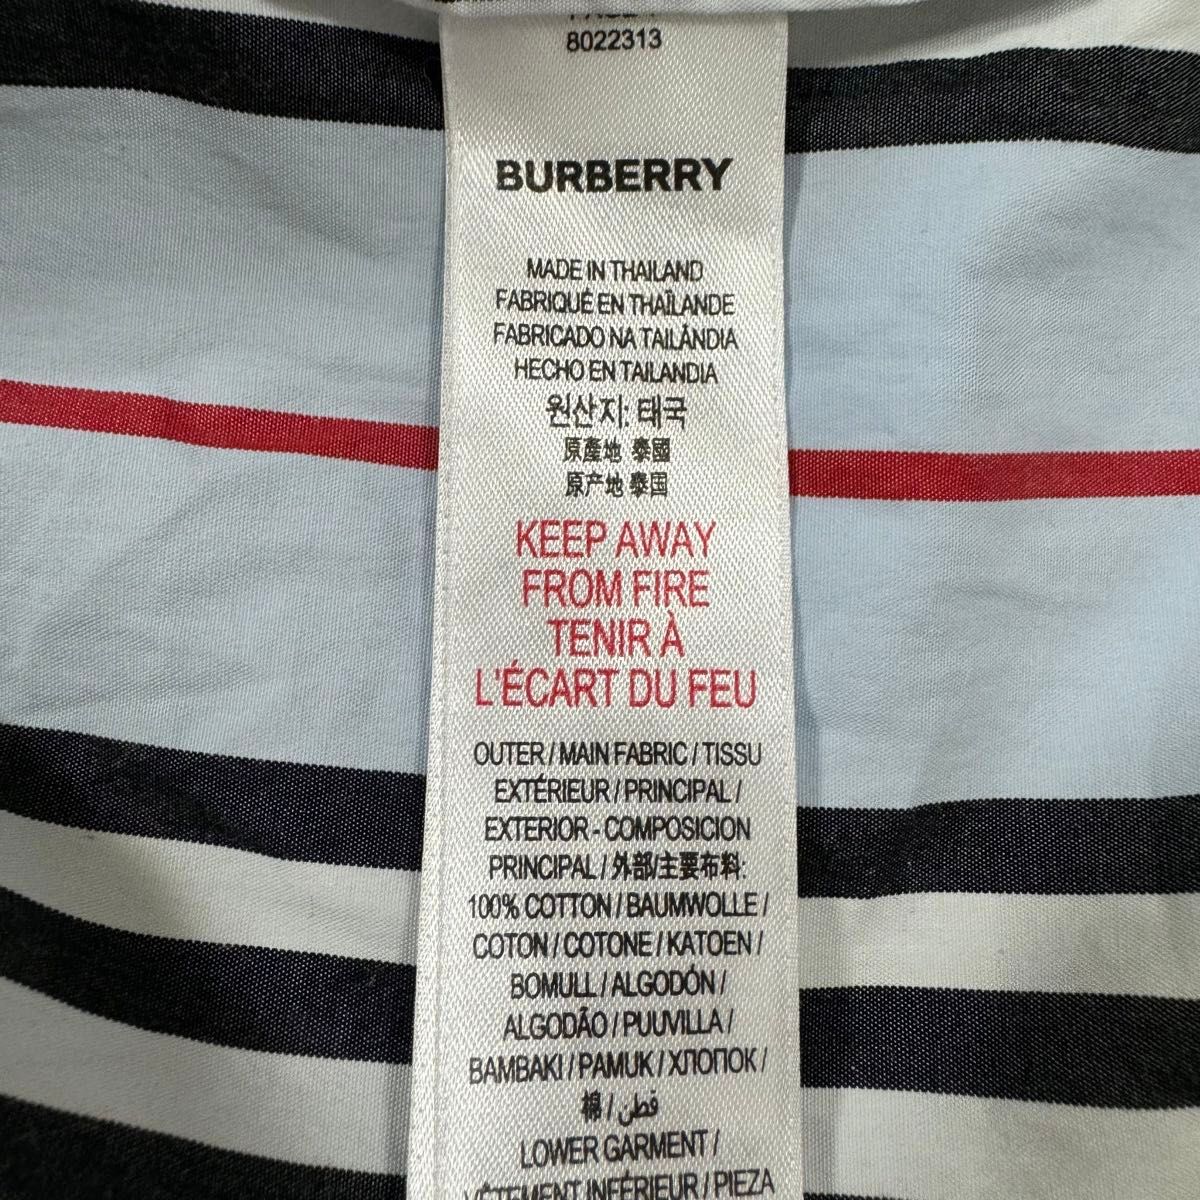 8022313
BURBERRY
MADE IN THAILAND
FABRIQUÉ EN THAÏLANDE
FABRICADO NA TAILÂNDIA
HECHO EN TAILANDIA
원산지: 태국
原產地 泰國
原产地 泰国
KEEP AWAY
FROM FIRE
TENIR À
L'ÉCART DU FEU
OUTER / MAIN FABRIC / TISSU
EXTÉRIEUR / PRINCIPAL /
EXTERIOR - COMPOSICION
PRINCIPAL / 外部/主要布料:
100% COTTON / BAUMWOLLE /
COTON / COTONE / KATOEN /
BOMULL / ALGODÓN /
ALGODÃO / PUUVILLA /
BAMBAKI / PAMUK / ХЛОПОК /
棉 / قطن
LOWER GARMENT /
VÊTEMENT INFÉRIEUR / PIEZA